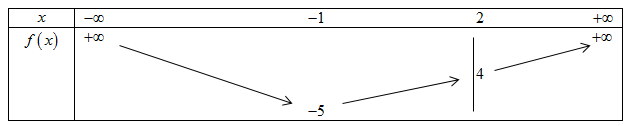 x −∞ −1 2 +∞
f(x) +∞ +∞
4
−5